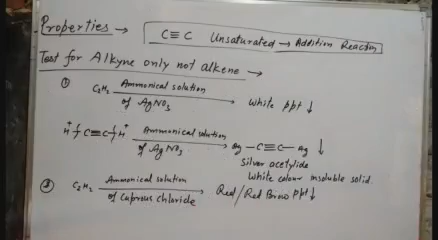 Properties → C≡C Unsaturated → Addition Reaction
Test for Alkyne only not alkene →
① C₂H₂ Ammonical solution of AgNO₃ → White ppt ↓
H⁺ C≡C H⁺ Ammonical solution of AgNO₃ → Ag—C≡C—Ag ↓
Silver acetylide
White colour insoluble solid.
② C₂H₂ Ammonical solution of Cuprous chloride → Red/Red Brow ppt ↓